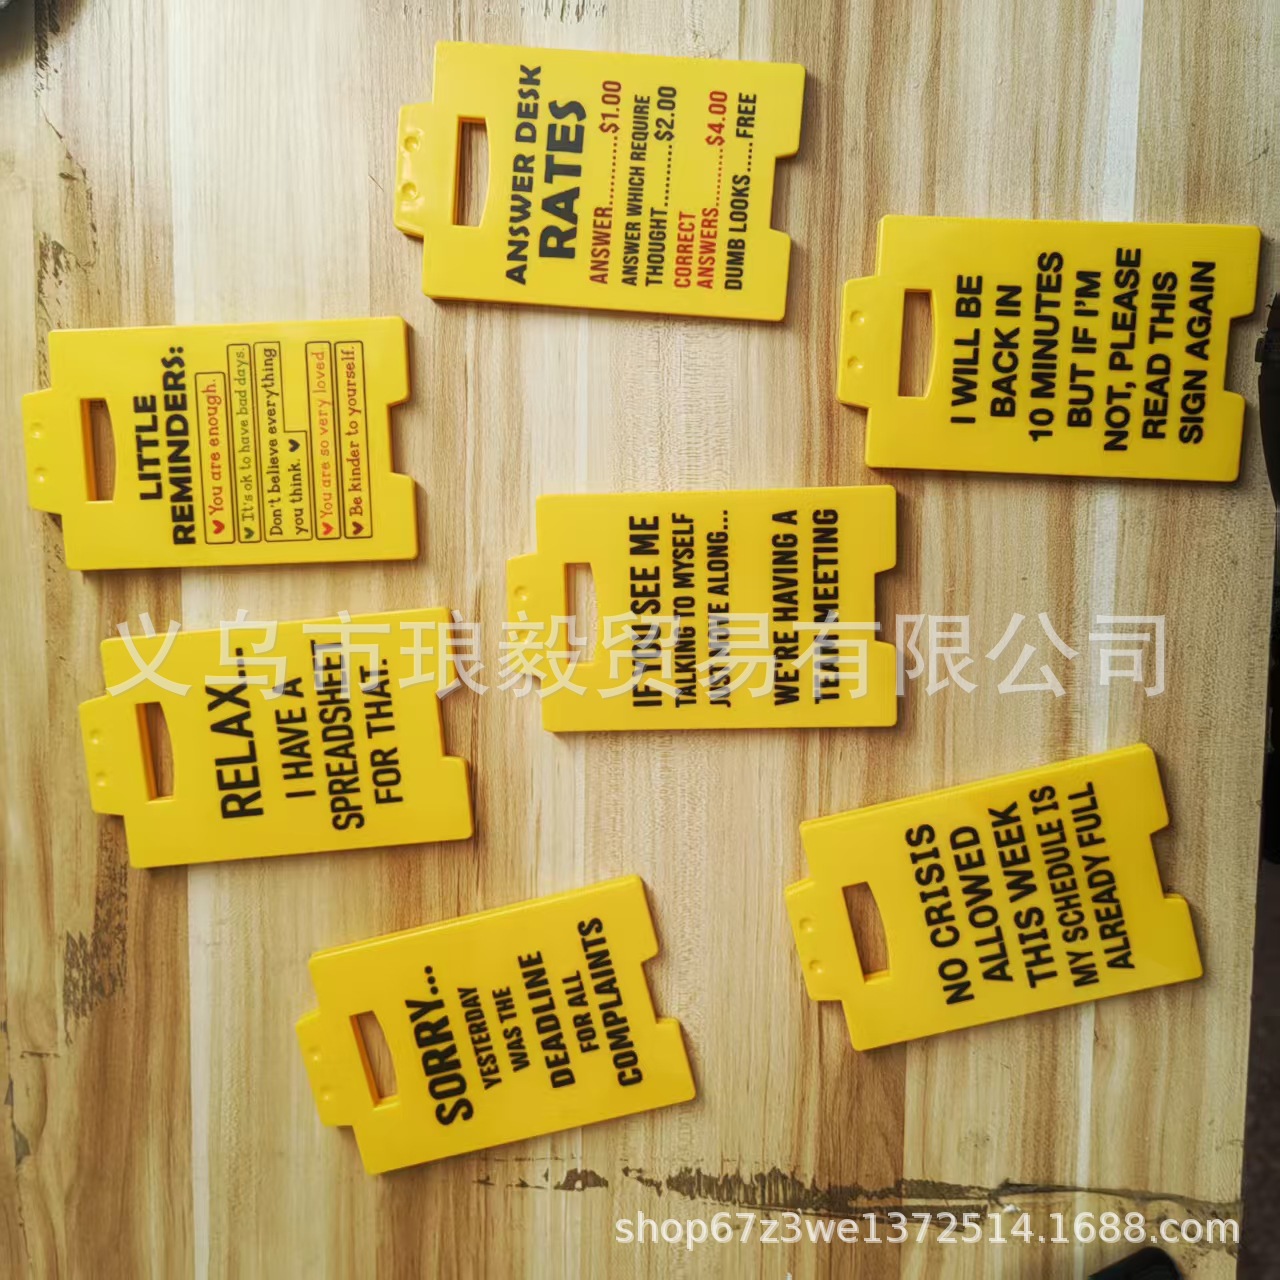 ANSWER DESK
RATES
ANSWER..........$1.00
ANSWER WHICH REQUIRE
THOUGHT..........$2.00
CORRECT
ANSWERS..........$4.00
DUMB LOOKS.....FREE
I WILL BE
BACK IN
10 MINUTES
BUT IF I'M
NOT, PLEASE
READ THIS
SIGN AGAIN
LITTLE
REMINDERS:
You are enough.
It's ok to have bad days.
Don't believe everything
you think.
You are so very loved
Be kinder to yourself.
IF YOU SEE ME
TALKING TO MYSELF
JUST MOVE ALONG...
WE'RE HAVING A
TEAM MEETING
RELAX...
I HAVE A
SPREADSHEET
FOR THAT.
NO CRISIS
ALLOWED
THIS WEEK
MY SCHEDULE IS
ALREADY FULL
SORRY...
YESTERDAY
WAS THE
DEADLINE
FOR ALL
COMPLAINTS
义乌市琅毅贸易有限公司
shop67z3we1372514.1688.com